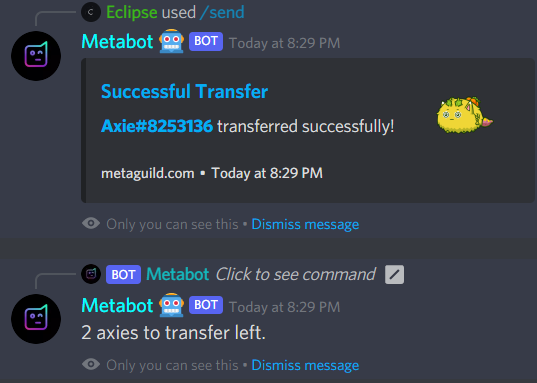 C Eclipse used /send
Metabot BOT Today at 8:29 PM
Successful Transfer
Axie#8253136 transferred successfully!
metaguild.com • Today at 8:29 PM
Only you can see this • Dismiss message
BOT Metabot Click to see command
Metabot BOT Today at 8:29 PM
2 axies to transfer left.
Only you can see this • Dismiss message